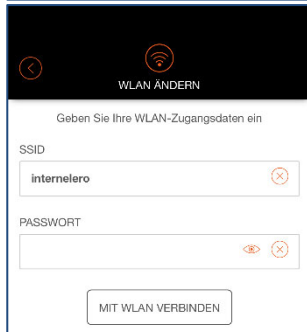 WLAN ÄNDERN
Geben Sie Ihre WLAN-Zugangsdaten ein
SSID
internelero
PASSWORT
MIT WLAN VERBINDEN